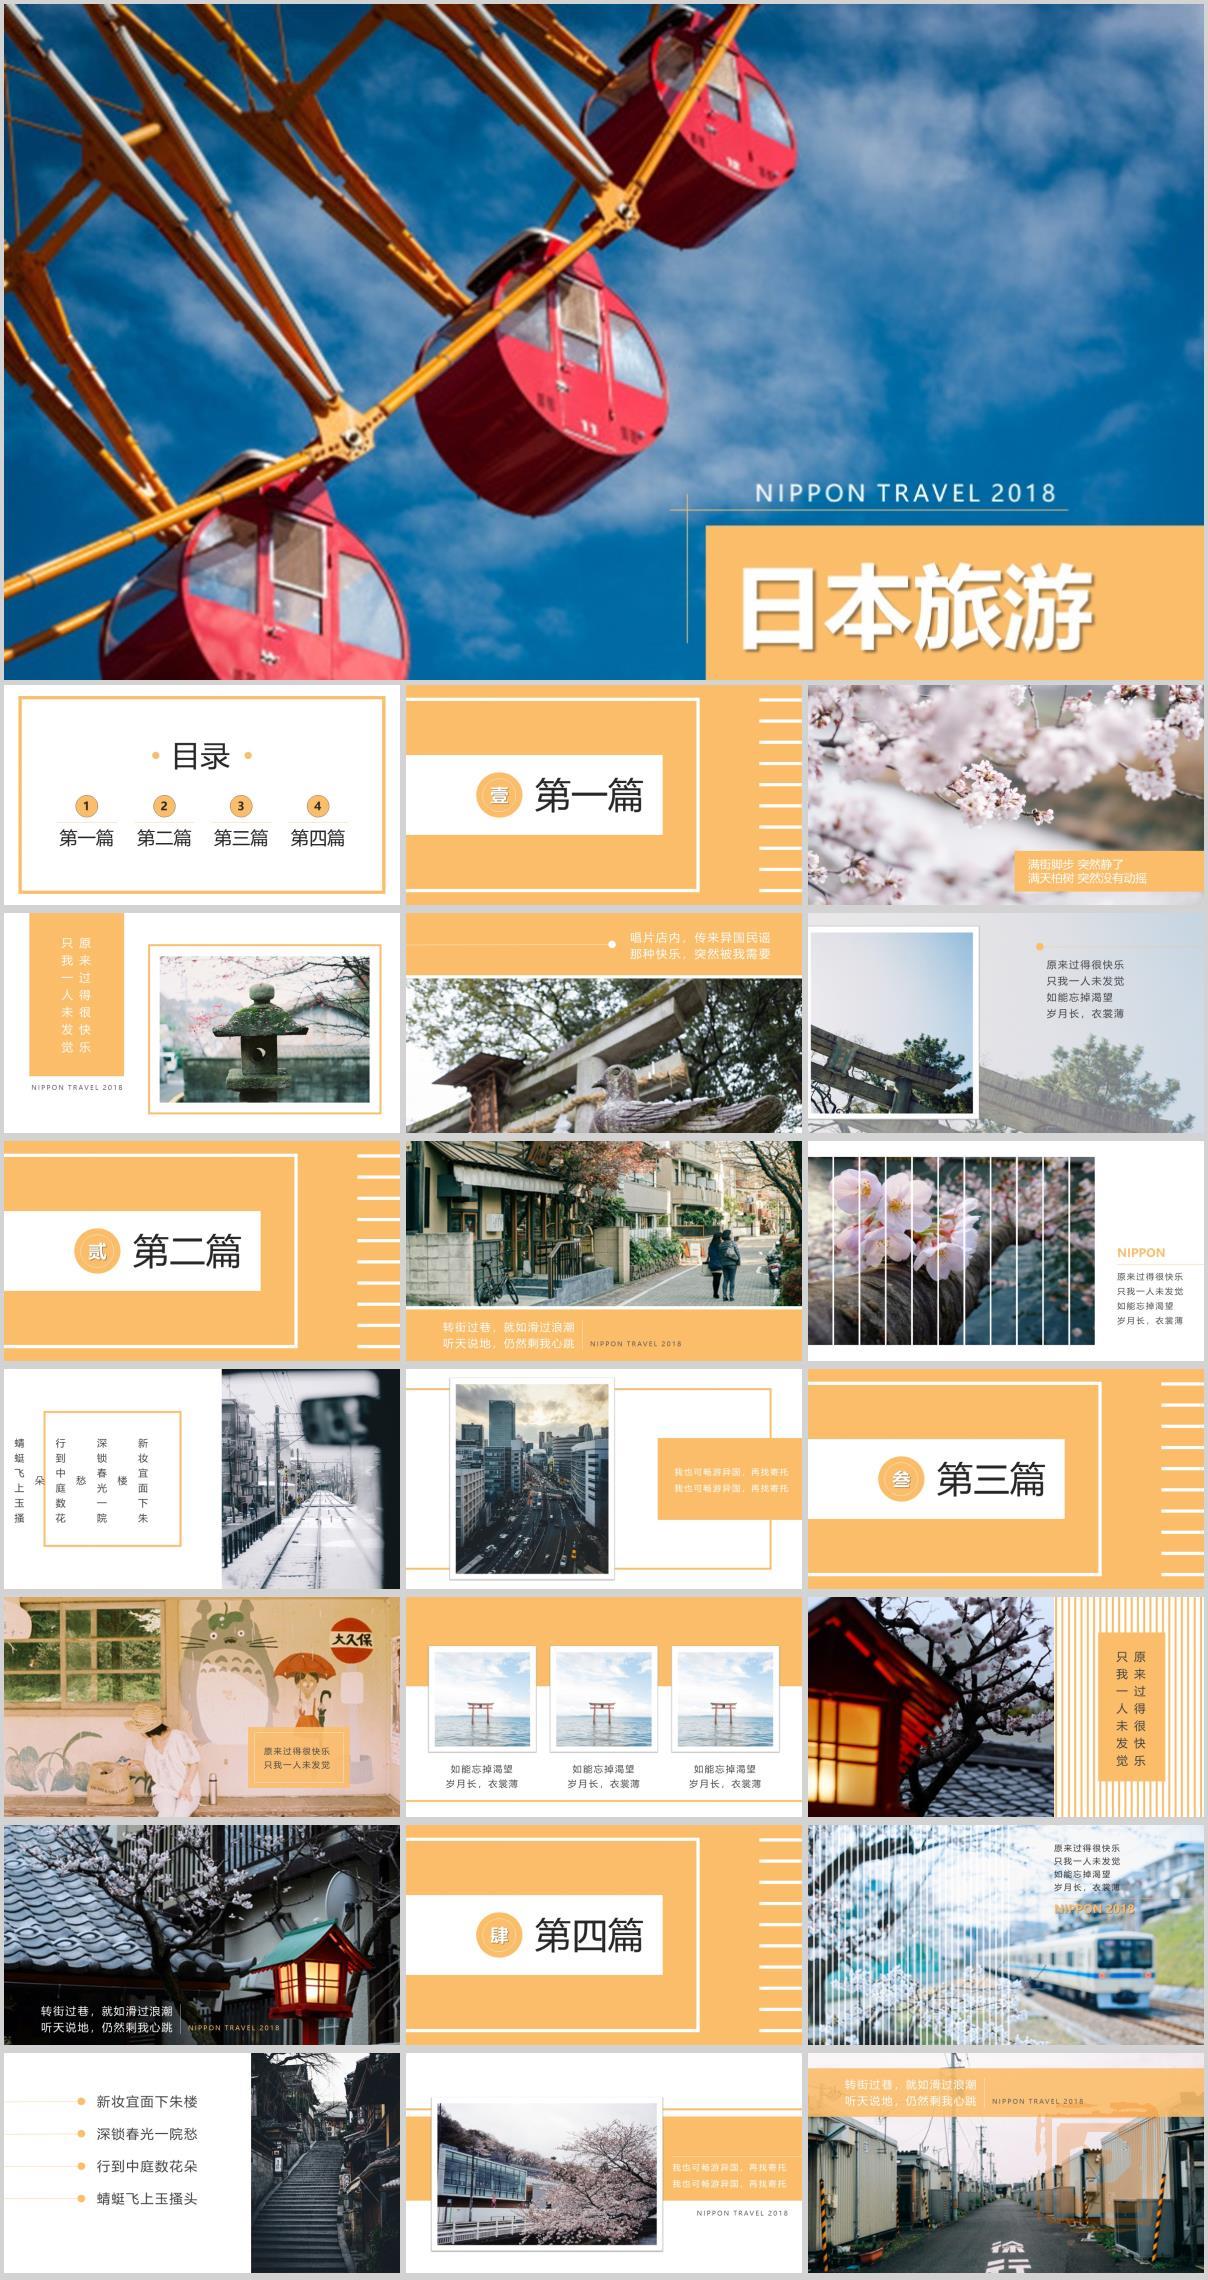 12
11
NIPPON TRAVEL 2018
日本旅游
目录
1
2
3
4
第一篇
第二篇
第三篇
第四篇
壹
第一篇
满街脚步 突然静了
满天柏树 突然没有动摇
原来过得很快乐
只我一人未发觉
NIPPON TRAVEL 2018
唱片店内，传来异国民谣
那种快乐，突然被我需要
原来过得很快乐
只我一人未发觉
如能忘掉渴望
岁月长，衣裳薄
贰
第二篇
转街过巷，就如滑过浪潮
听天说地，仍然剩我心跳
NIPPON TRAVEL 2018
NIPPON
原来过得很快乐
只我一人未发觉
如能忘掉渴望
岁月长，衣裳薄
新妆宜面下朱
楼
深锁春光一院
愁
行到中庭数花
朵
蜻蜓飞上玉搔
我也可畅游异国，再找寄托
我也可畅游异国，再找寄托
叁
第三篇
大久保
原来过得很快乐
只我一人未发觉
如能忘掉渴望
岁月长，衣裳薄
如能忘掉渴望
岁月长，衣裳薄
如能忘掉渴望
岁月长，衣裳薄
原来过得很快乐
只我一人未发觉
转街过巷，就如滑过浪潮
听天说地，仍然剩我心跳
NIPPON TRAVEL 2018
肆
第四篇
原来过得很快乐
只我一人未发觉
如能忘掉渴望
岁月长，衣裳薄
NIPPON 2018
新妆宜面下朱楼
深锁春光一院愁
行到中庭数花朵
蜻蜓飞上玉搔头
我也可畅游异国，再找寄托
我也可畅游异国，再找寄托
NIPPON TRAVEL 2018
转街过巷，就如滑过浪潮
听天说地，仍然剩我心跳
NIPPON TRAVEL 2018